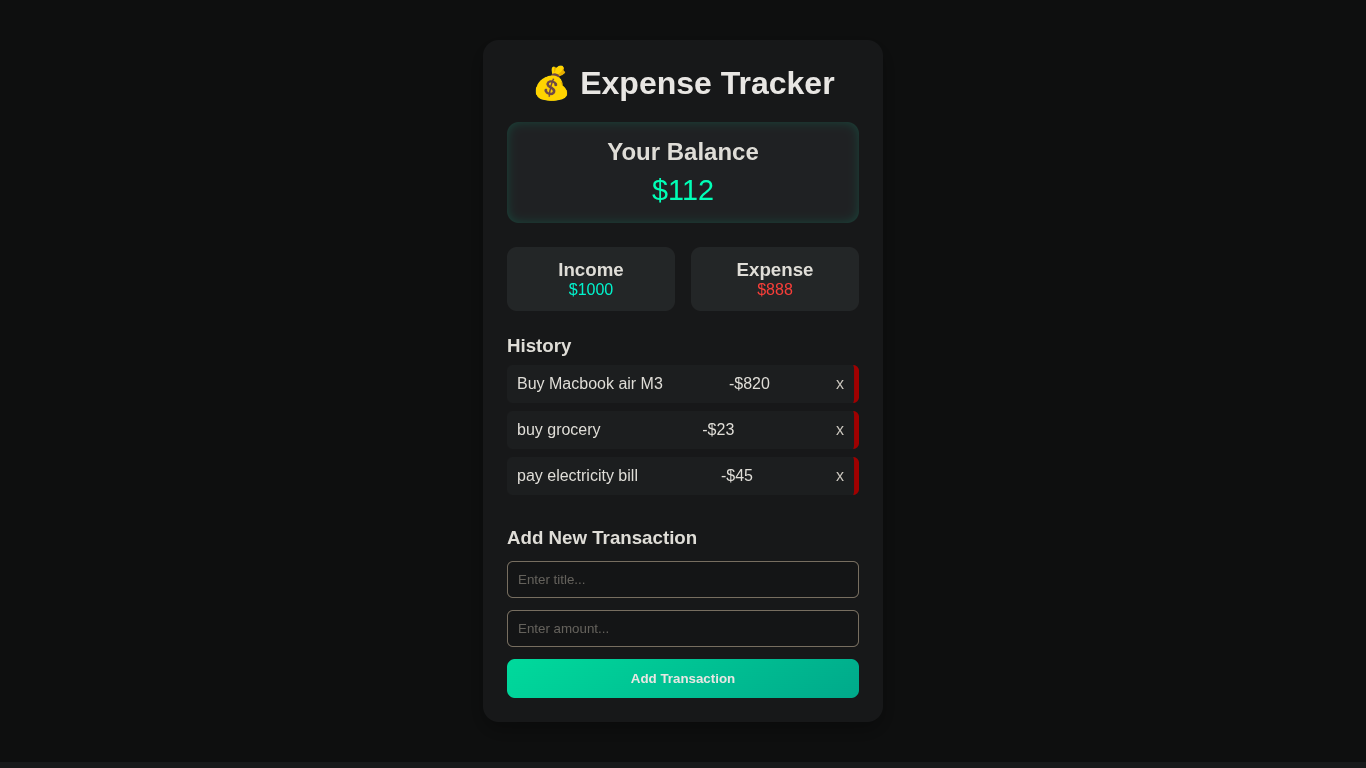 💰 Expense Tracker
Your Balance
$112
Income
$1000
Expense
$888
History
Buy Macbook air M3 -$820 x
buy grocery -$23 x
pay electricity bill -$45 x
Add New Transaction
Enter title...
Enter amount...
Add Transaction